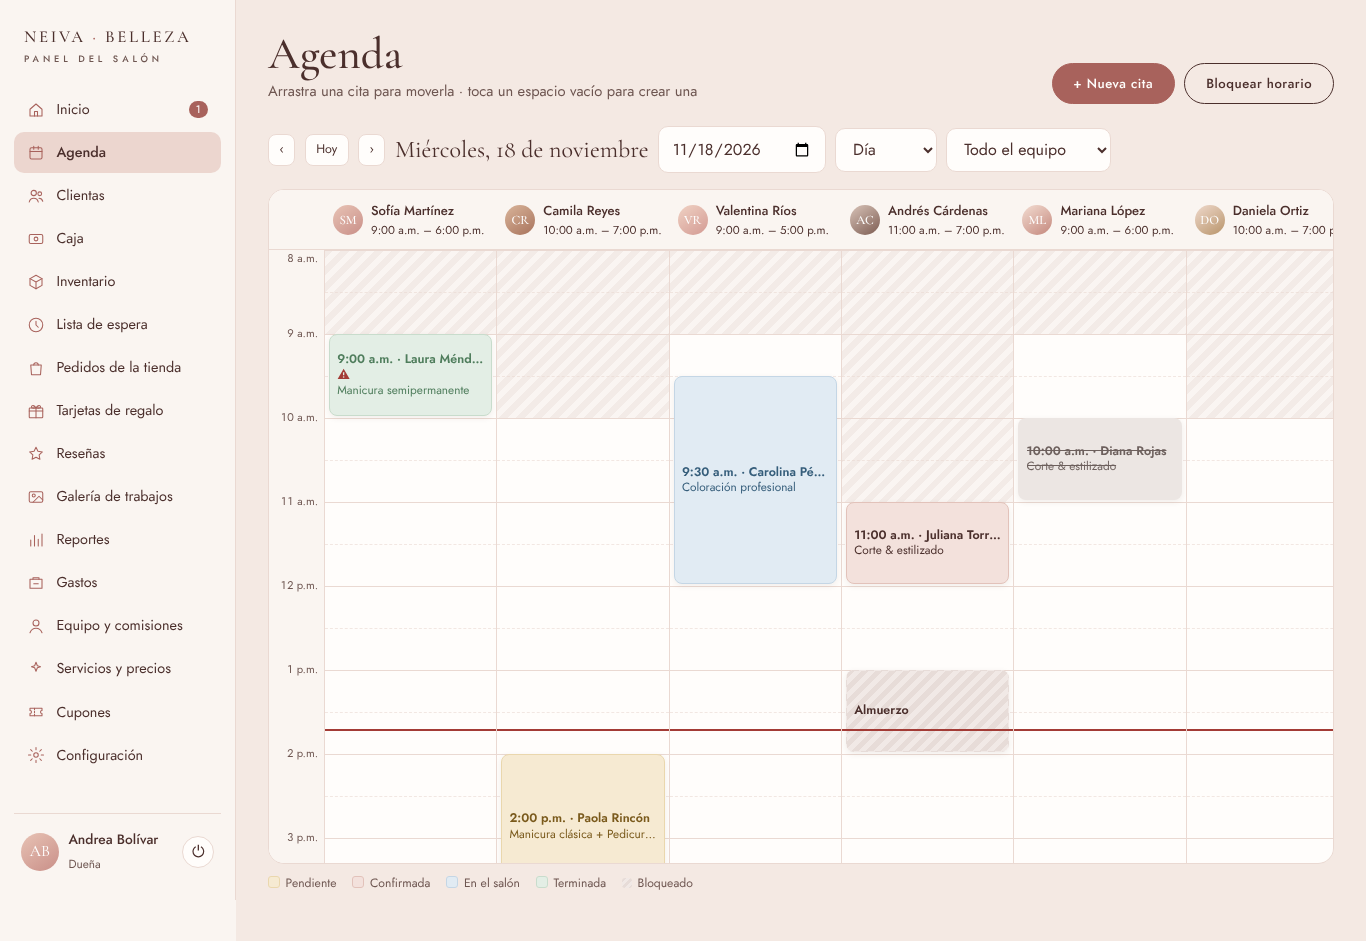 NEIVA · BELLEZA
PANEL DEL SALÓN
Inicio
1
Agenda
Clientas
Caja
Inventario
Lista de espera
Pedidos de la tienda
Tarjetas de regalo
Reseñas
Galería de trabajos
Reportes
Gastos
Equipo y comisiones
Servicios y precios
Cupones
Configuración
AB
Andrea Bolívar
Dueña
Agenda
Arrastra una cita para moverla · toca un espacio vacío para crear una
+ Nueva cita
Bloquear horario
‹
Hoy
›
Miércoles, 18 de noviembre
11/18/2026
Día
Todo el equipo
SM
Sofía Martínez
9:00 a.m. – 6:00 p.m.
CR
Camila Reyes
10:00 a.m. – 7:00 p.m.
VR
Valentina Ríos
9:00 a.m. – 5:00 p.m.
AC
Andrés Cárdenas
11:00 a.m. – 7:00 p.m.
ML
Mariana López
9:00 a.m. – 6:00 p.m.
DO
Daniela Ortiz
10:00 a.m. – 7:00 p
8 a.m.
9 a.m.
10 a.m.
11 a.m.
12 p.m.
1 p.m.
2 p.m.
3 p.m.
9:00 a.m. · Laura Ménd…
Manicura semipermanente
9:30 a.m. · Carolina Pé…
Coloración profesional
10:00 a.m. · Diana Rojas
Corte & estilizado
11:00 a.m. · Juliana Torr…
Corte & estilizado
Almuerzo
2:00 p.m. · Paola Rincón
Manicura clásica + Pedicur…
Pendiente
Confirmada
En el salón
Terminada
Bloqueado